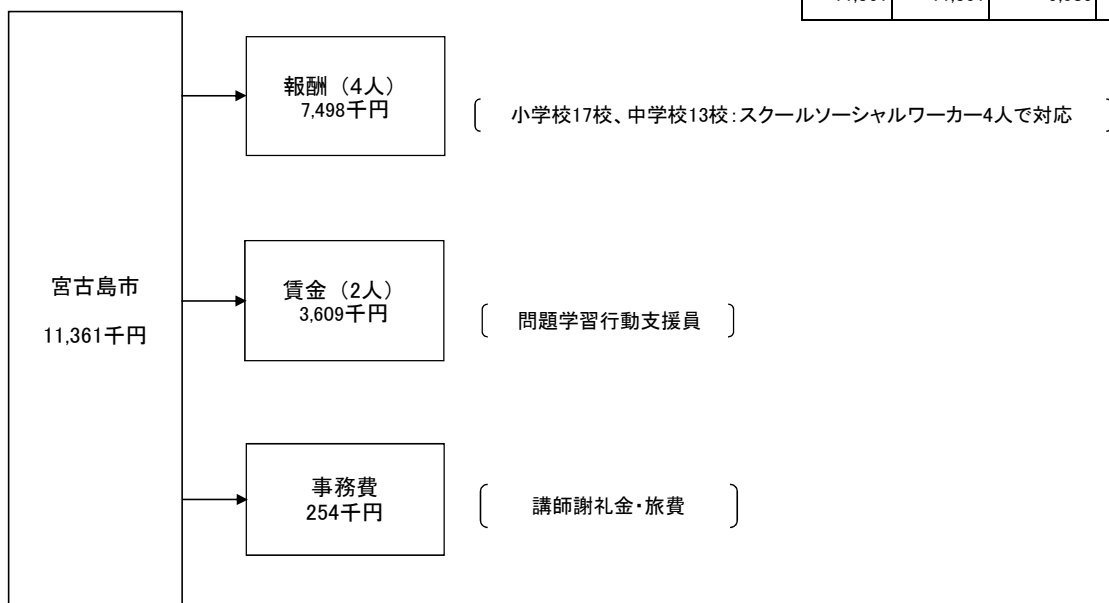 報酬（4人）
7,498千円
小学校17校、中学校13校：スクールソーシャルワーカー4人で対応
宮古島市
11,361千円
賃金（2人）
3,609千円
問題学習行動支援員
事務費
254千円
講師謝礼金・旅費